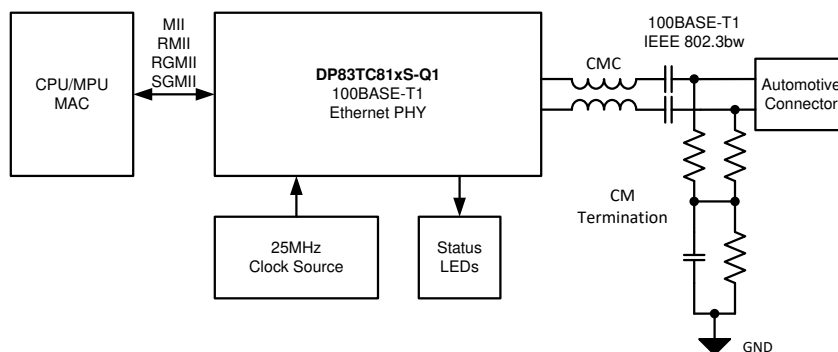 CPU/MPU
MAC
MII
RMII
RGMII
SGMII
DP83TC81xS-Q1
100BASE-T1
Ethernet PHY
25MHz
Clock Source
Status
LEDs
CMC
100BASE-T1
IEEE 802.3bw
Automotive
Connector
CM
Termination
GND